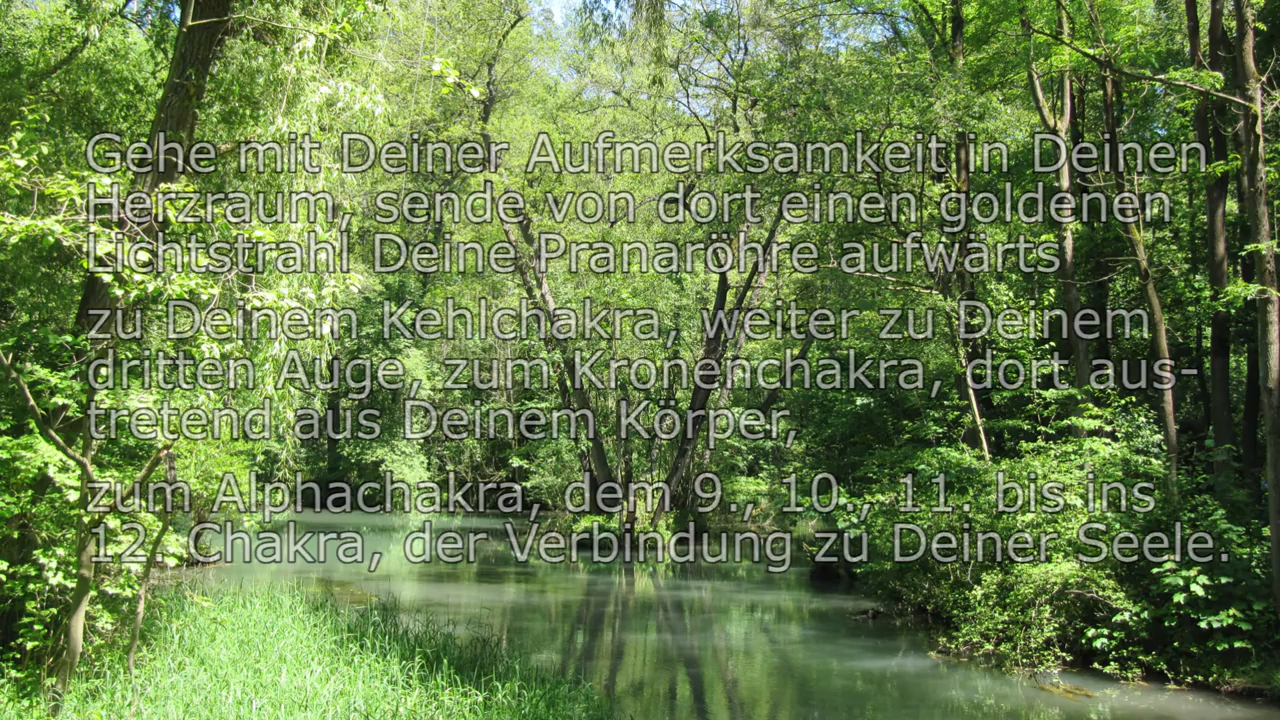 Gehe mit Deiner Aufmerksamkeit in Deinen
Herzraum, sende von dort einen goldenen
Lichtstrahl Deine Pranaröhre aufwärts
zu Deinem Kehlchakra, weiter zu Deinem
dritten Auge, zum Kronenchakra, dort aus-
tretend aus Deinem Körper,
zum Alphachakra, dem 9., 10., 11. bis ins
12. Chakra, der Verbindung zu Deiner Seele.